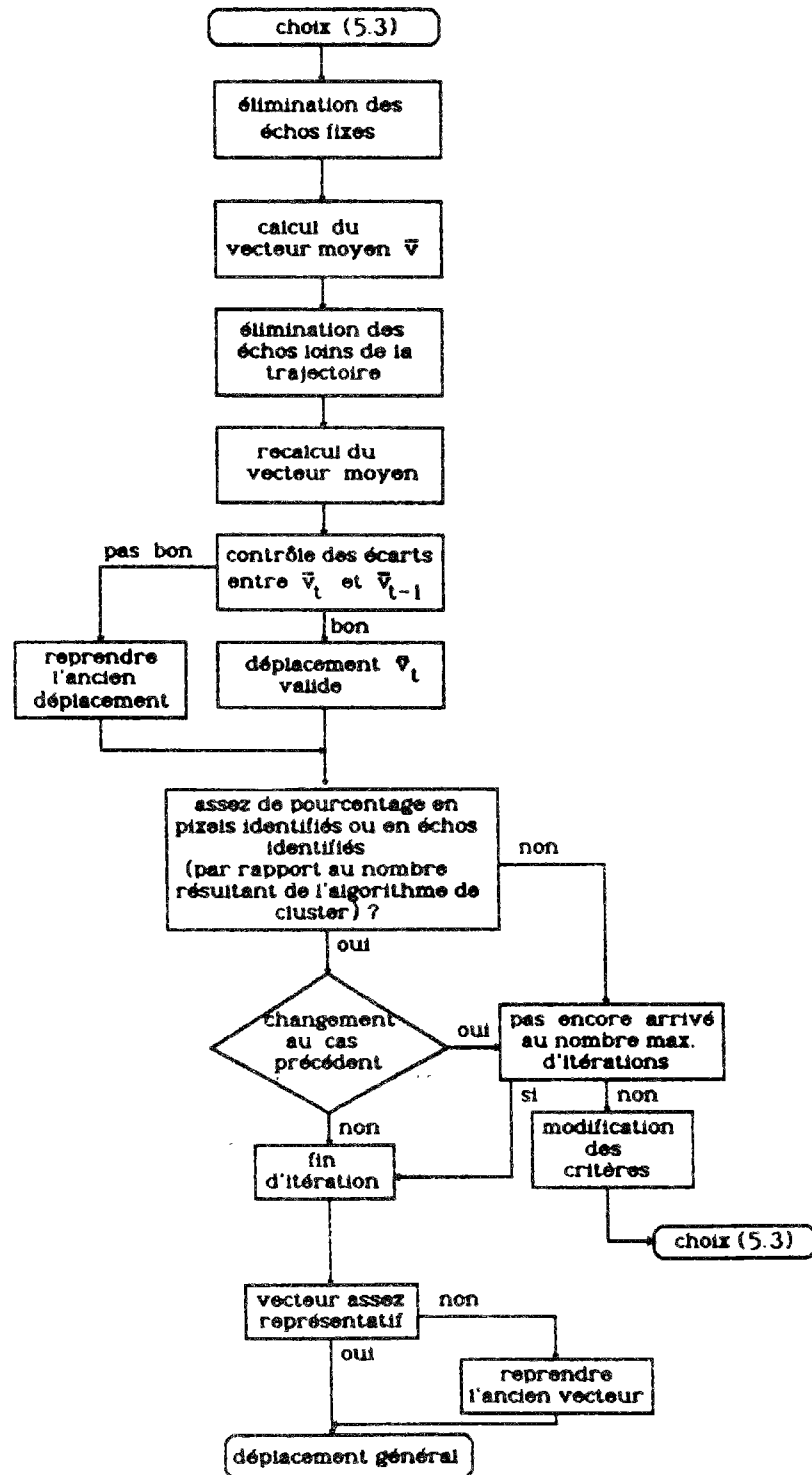 choix (5.3)
élimination des
échos fixes
calcul du
vecteur moyen v̄
élimination des
échos loins de la
trajectoire
recalcul du
vecteur moyen
pas bon
contrôle des écarts
entre v̄t et v̄t-1
bon
reprendre
l'ancien
déplacement
déplacement v̄t
valide
assez de pourcentage en
pixels identifiés ou en échos
identifiés
(par rapport au nombre
résultant de l'algorithme de
cluster) ?
non
oui
changement
au cas
précédent
oui
pas encore arrivé
au nombre max.
d'itérations
si
non
non
fin
d'itération
modification
des
critères
choix (5.3)
vecteur assez
représentatif
non
oui
reprendre
l'ancien vecteur
déplacement général